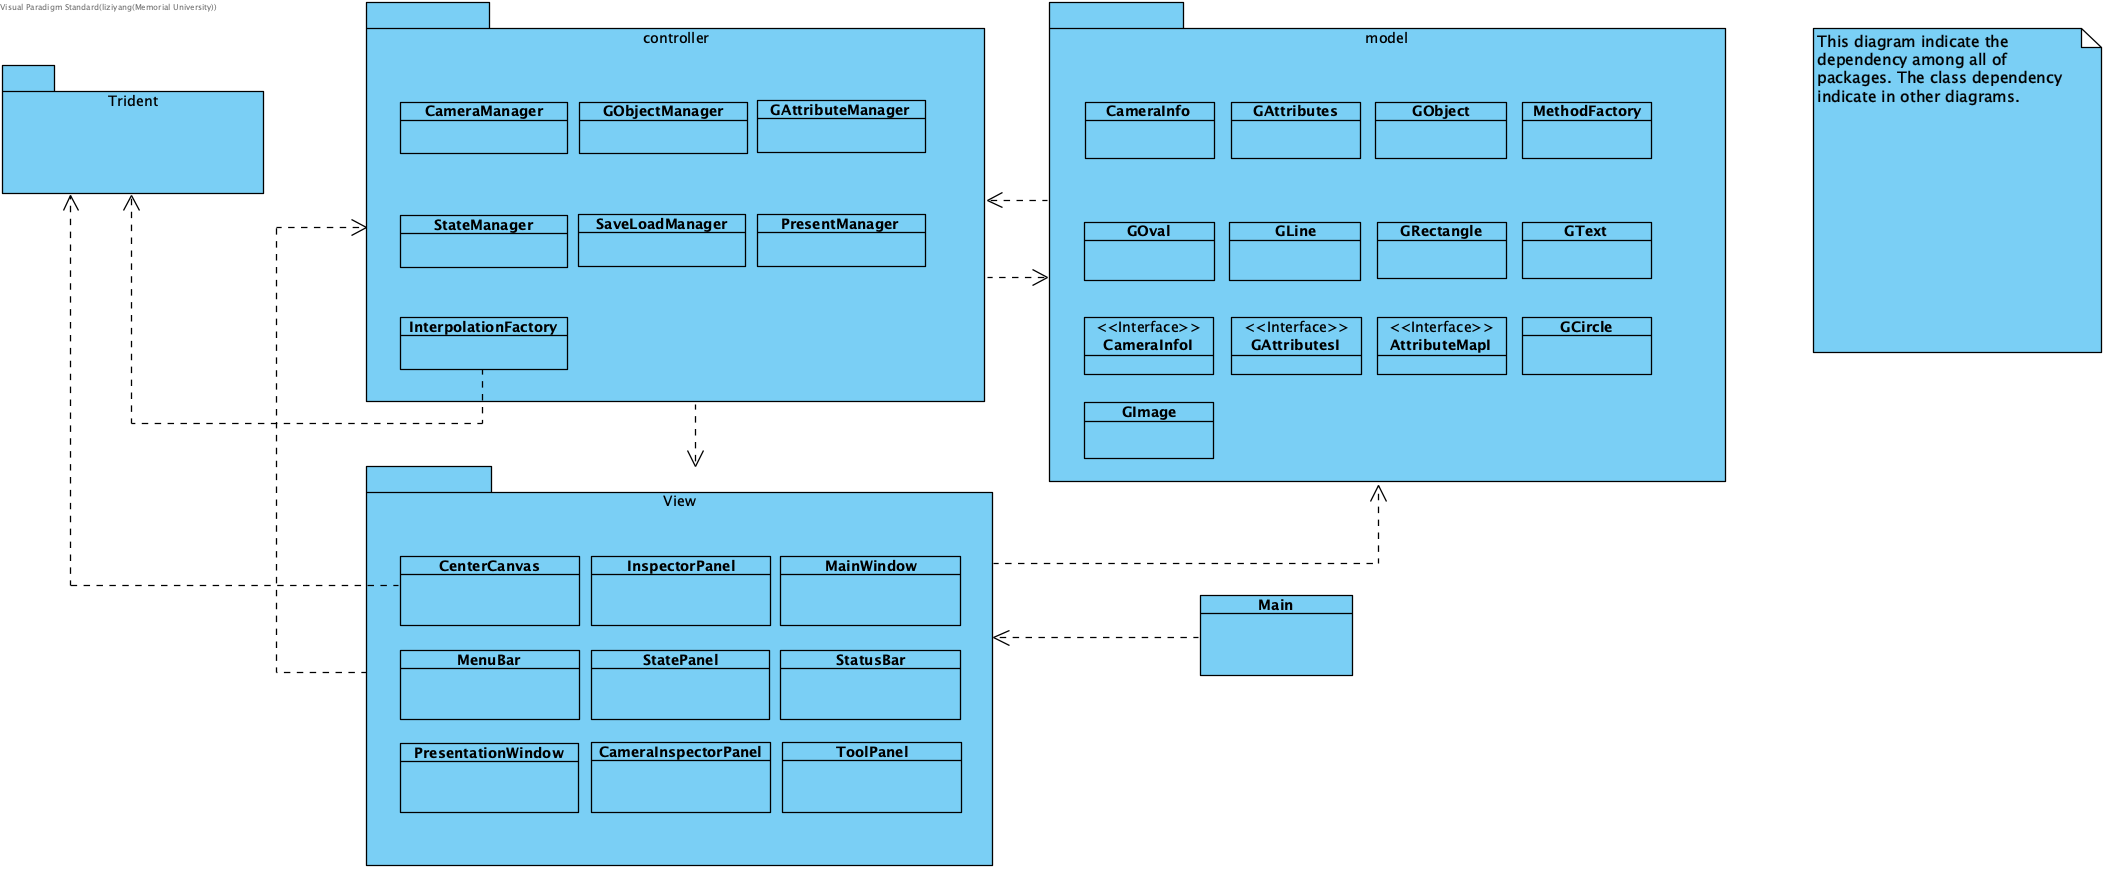 Visual Paradigm Standard(liziyang(Memorial University))
Trident
controller
CameraManager
GObjectManager
GAttributeManager
StateManager
SaveLoadManager
PresentManager
InterpolationFactory
model
CameraInfo
GAttributes
GObject
MethodFactory
GOval
GLine
GRectangle
GText
<<Interface>>
CameraInfoI
<<Interface>>
GAttributesI
<<Interface>>
AttributeMapI
GCircle
GImage
This diagram indicate the
dependency among all of
packages. The class dependency
indicate in other diagrams.
View
CenterCanvas
InspectorPanel
MainWindow
MenuBar
StatePanel
StatusBar
PresentationWindow
CameraInspectorPanel
ToolPanel
Main